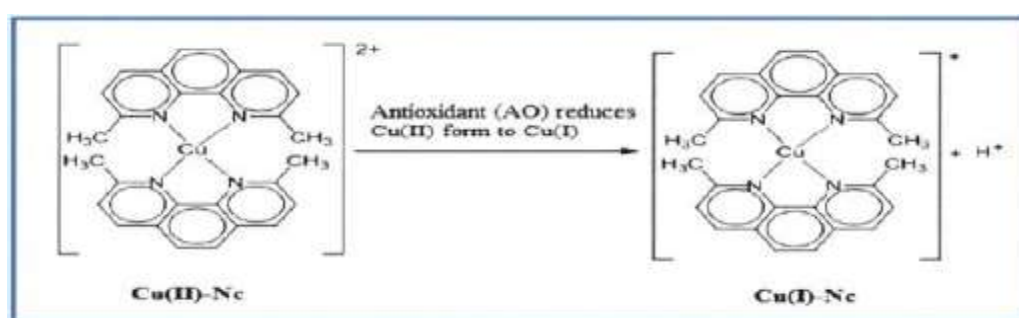 2+
N
N
H₃C
CH₃
Cu
H₃C
CH₃
N
N
Cu(II)-Nc
Antioxidant (AO) reduces
Cu(II) form to Cu(I)
N
N
H₃C
CH₃
Cu
H₃C
CH₃
N
N
+ H⁺
Cu(I)-Nc